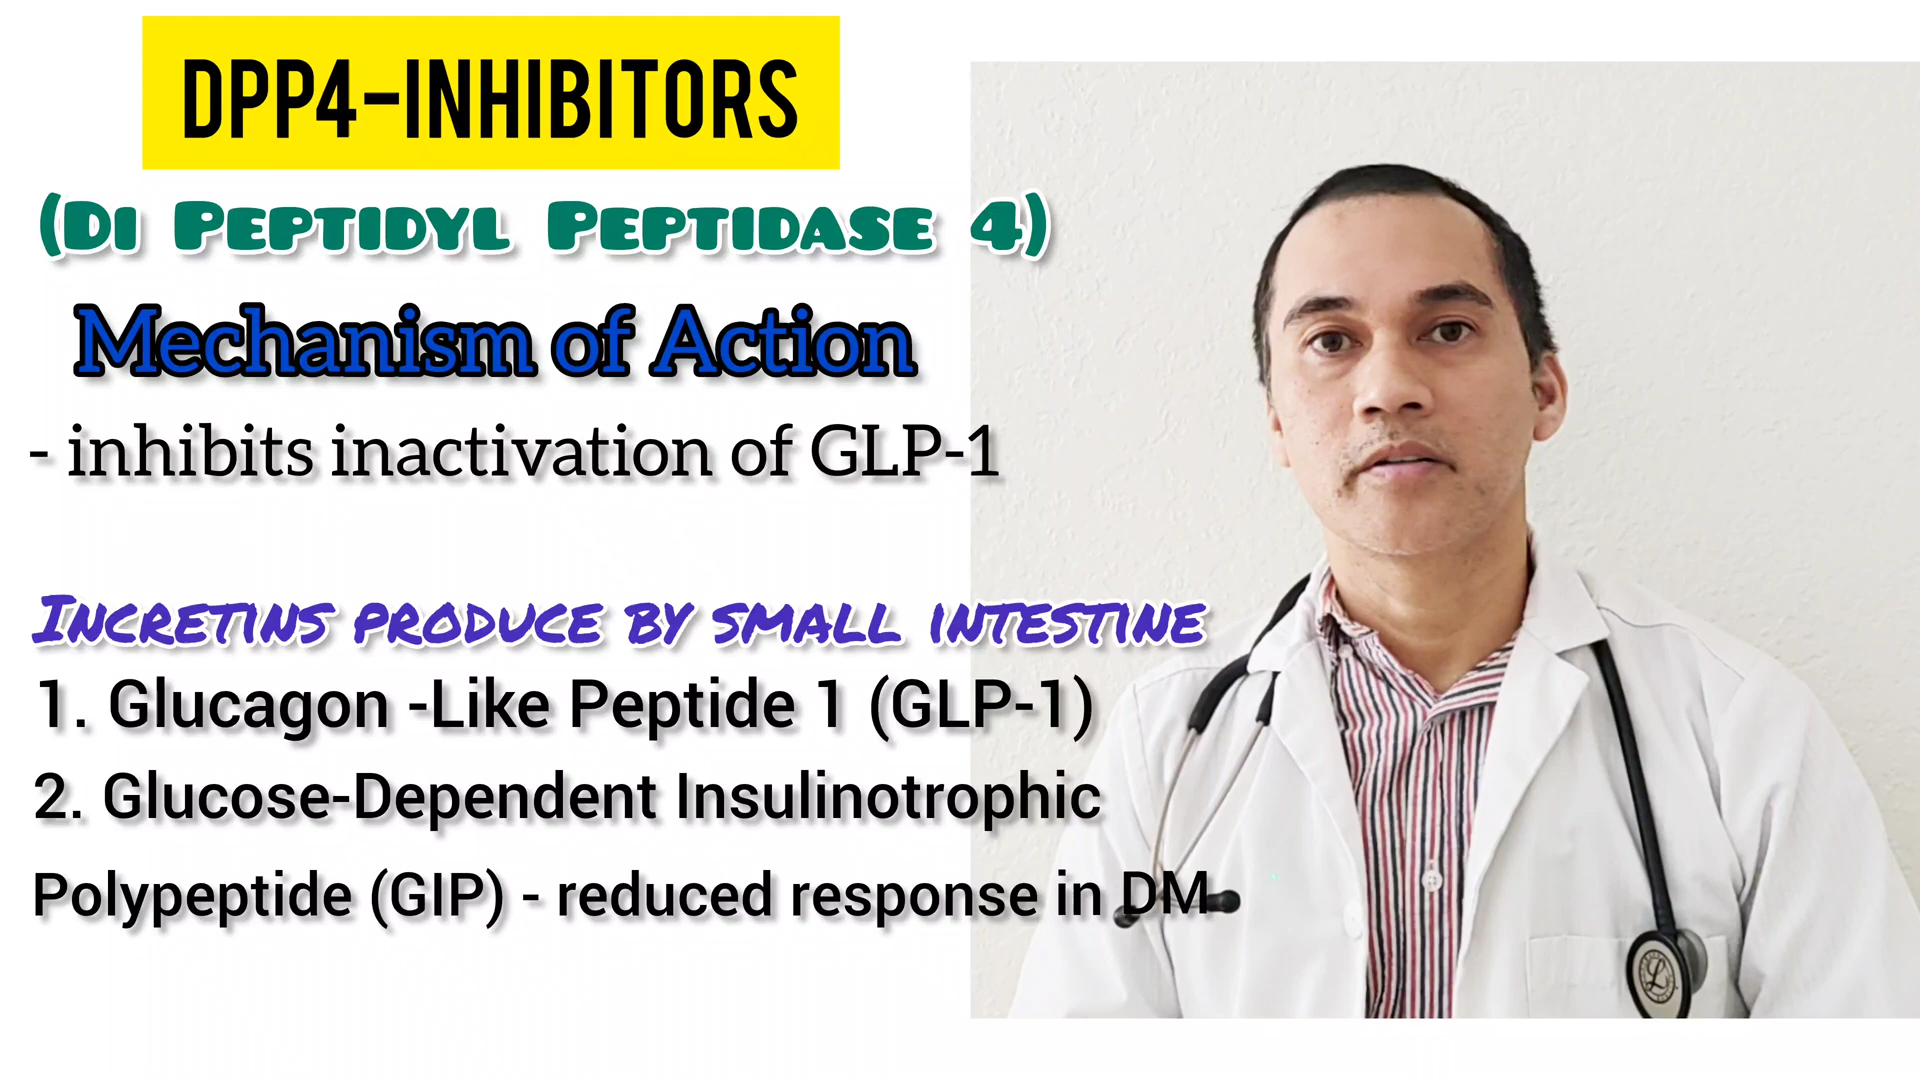 DPP4-INHIBITORS
(Di Peptidyl Peptidase 4)
Mechanism of Action
- inhibits inactivation of GLP-1
Incretins produce by small intestine
1. Glucagon -Like Peptide 1 (GLP-1)
2. Glucose-Dependent Insulinotrophic
Polypeptide (GIP) - reduced response in DM